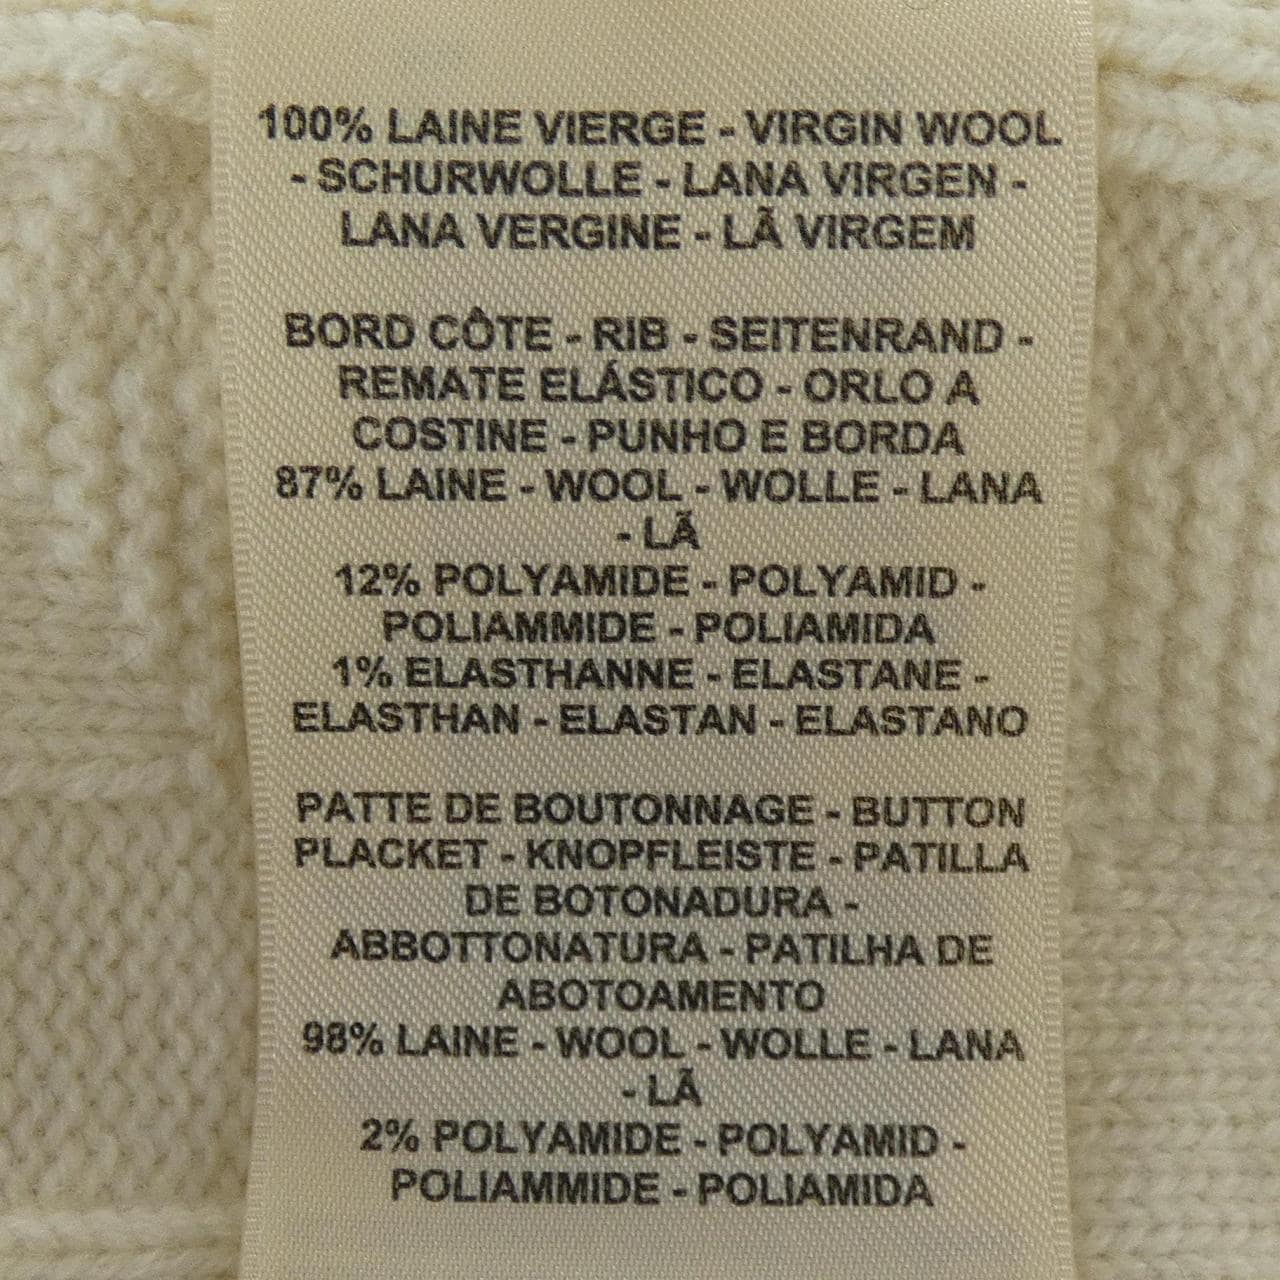 100% LAINE VIERGE - VIRGIN WOOL
- SCHURWOLLE - LANA VIRGEN -
LANA VERGINE - LÃ VIRGEM
BORD CÔTE - RIB - SEITENRAND -
REMATE ELÁSTICO - ORLO A
COSTINE - PUNHO E BORDA
87% LAINE - WOOL - WOLLE - LANA
- LÃ
12% POLYAMIDE - POLYAMID -
POLIAMMIDE - POLIAMIDA
1% ELASTHANNE - ELASTANE -
ELASTHAN - ELASTAN - ELASTANO
PATTE DE BOUTONNAGE - BUTTON
PLACKET - KNOPFLEISTE - PATILLA
DE BOTONADURA -
ABBOTTONATURA - PATILHA DE
ABOTOAMENTO
98% LAINE - WOOL - WOLLE - LANA
- LÃ
2% POLYAMIDE - POLYAMID -
POLIAMMIDE - POLIAMIDA